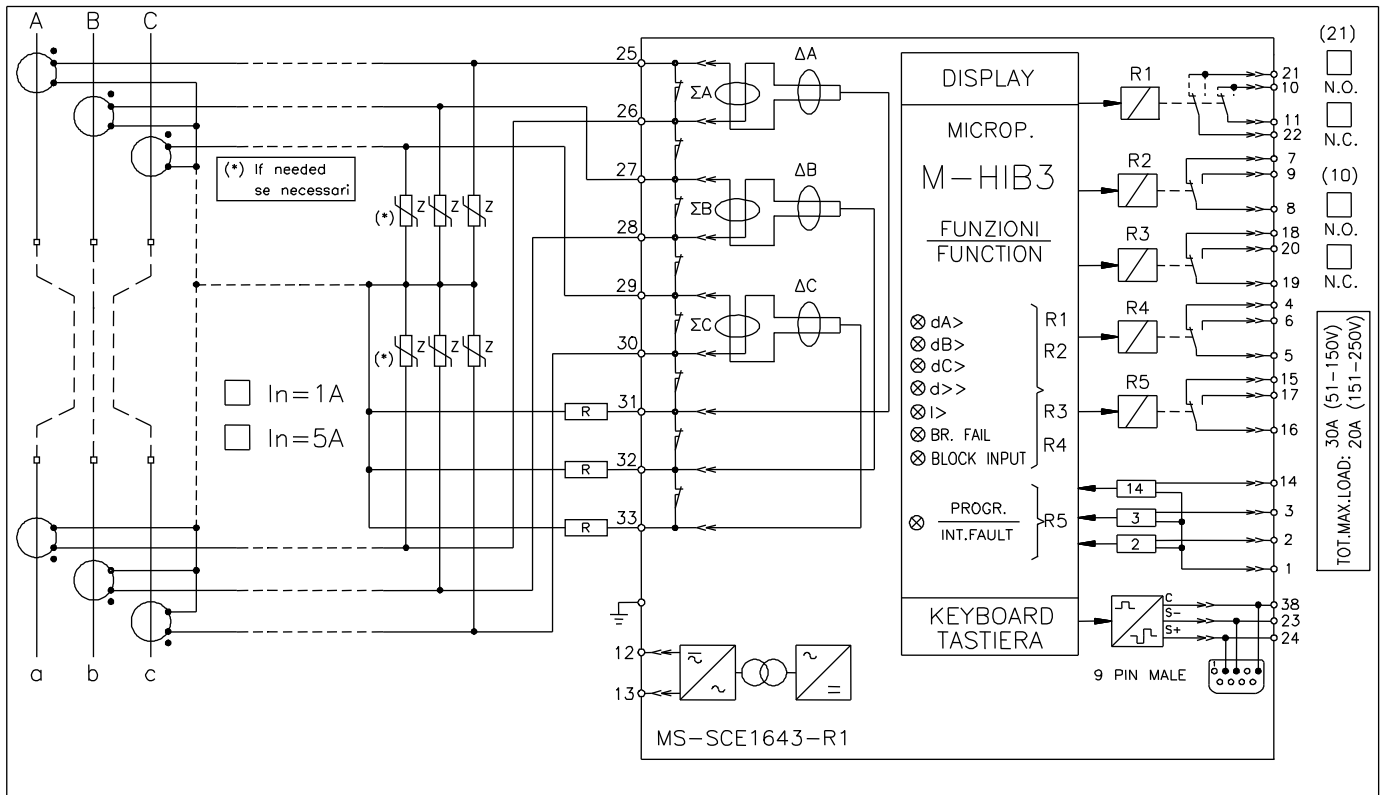 A B C
(*) If needed
se necessari
(*) Z Z Z
(*) Z Z Z
In=1A
In=5A
a b c
25
26
27
28
29
30
31
32
33
12
13
R
R
R
ΣA ΔA
ΣB ΔB
ΣC ΔC
MS-SCE1643-R1
DISPLAY
MICROP.
M-HIB3
FUNZIONI
FUNCTION
dA>
dB>
dC>
d>>
I>
BR. FAIL
BLOCK INPUT
R1
R2
R3
R4
PROGR.
INT.FAULT
R5
KEYBOARD
TASTIERA
R1
R2
R3
R4
R5
14
3
2
C
S-
S+
9 PIN MALE
1
21
10
11
22
7
9
8
18
20
19
4
6
5
15
17
16
14
3
2
1
38
23
24
(21)
N.O.
N.C.
(10)
N.O.
N.C.
TOT.MAX.LOAD: 30A (51-150V)
20A (151-250V)